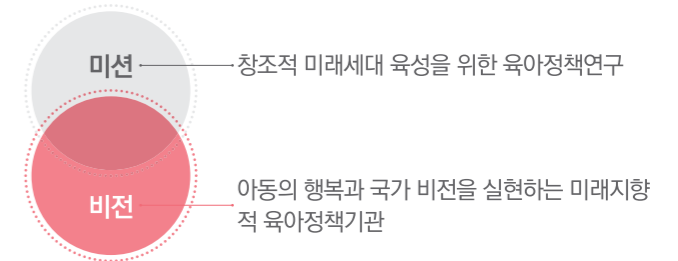 미션
창조적 미래세대 육성을 위한 육아정책연구
비전
아동의 행복과 국가 비전을 실현하는 미래지향
적 육아정책기관